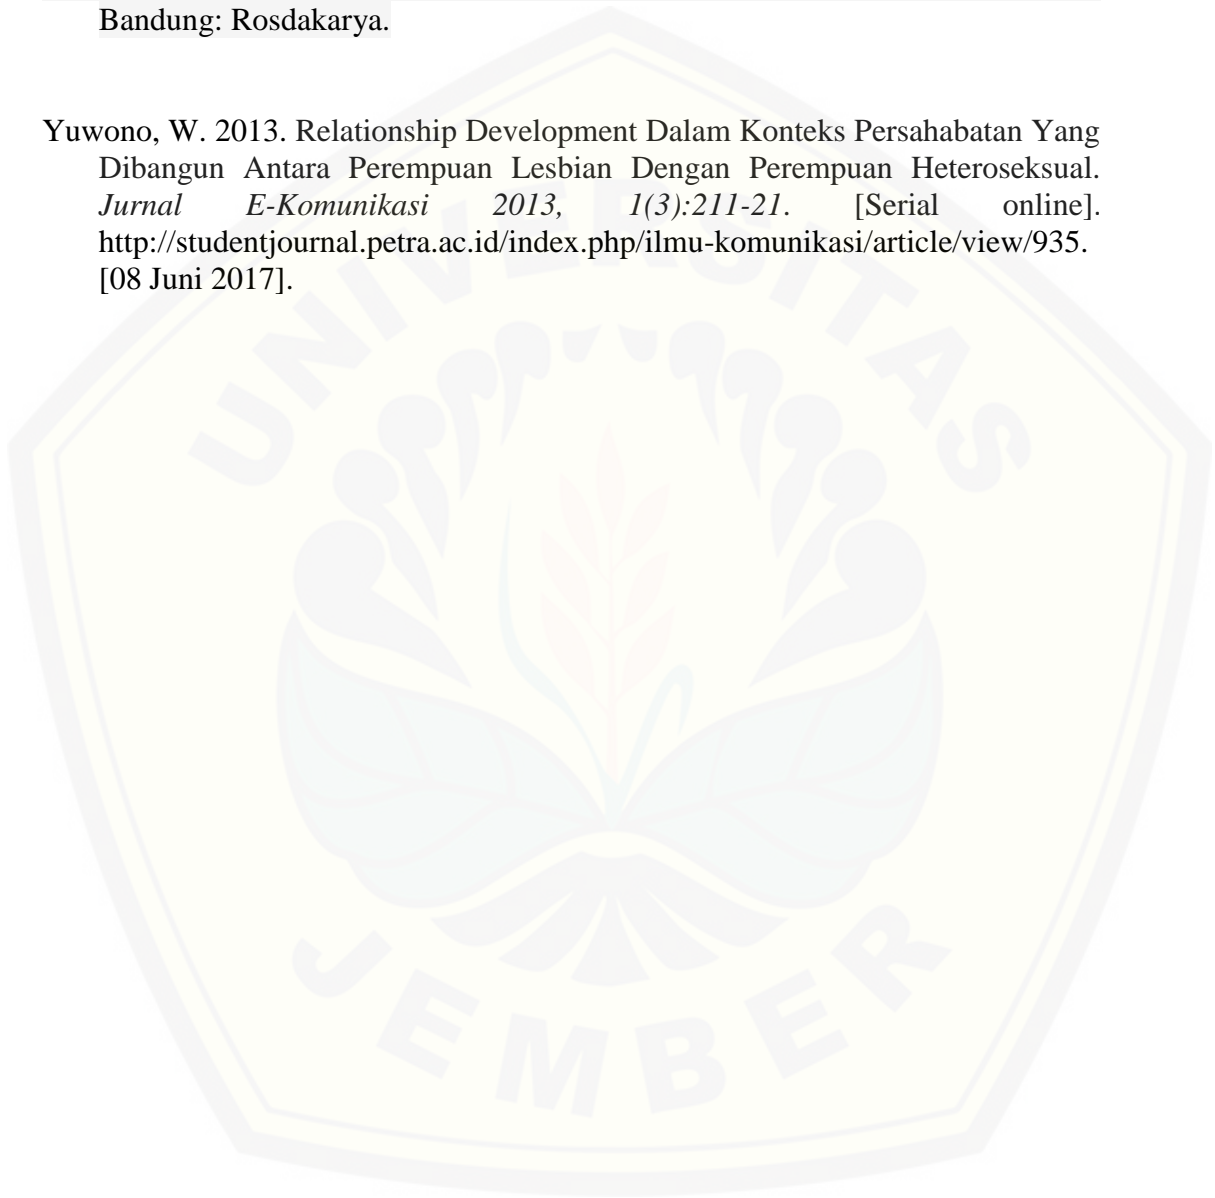 Bandung: Rosdakarya.
Yuwono, W. 2013. Relationship Development Dalam Konteks Persahabatan Yang
Dibangun Antara Perempuan Lesbian Dengan Perempuan Heteroseksual.
Jurnal E-Komunikasi 2013, 1(3):211-21. [Serial online].
http://studentjournal.petra.ac.id/index.php/ilmu-komunikasi/article/view/935.
[08 Juni 2017].
UNIVERSITAS
JEMBER